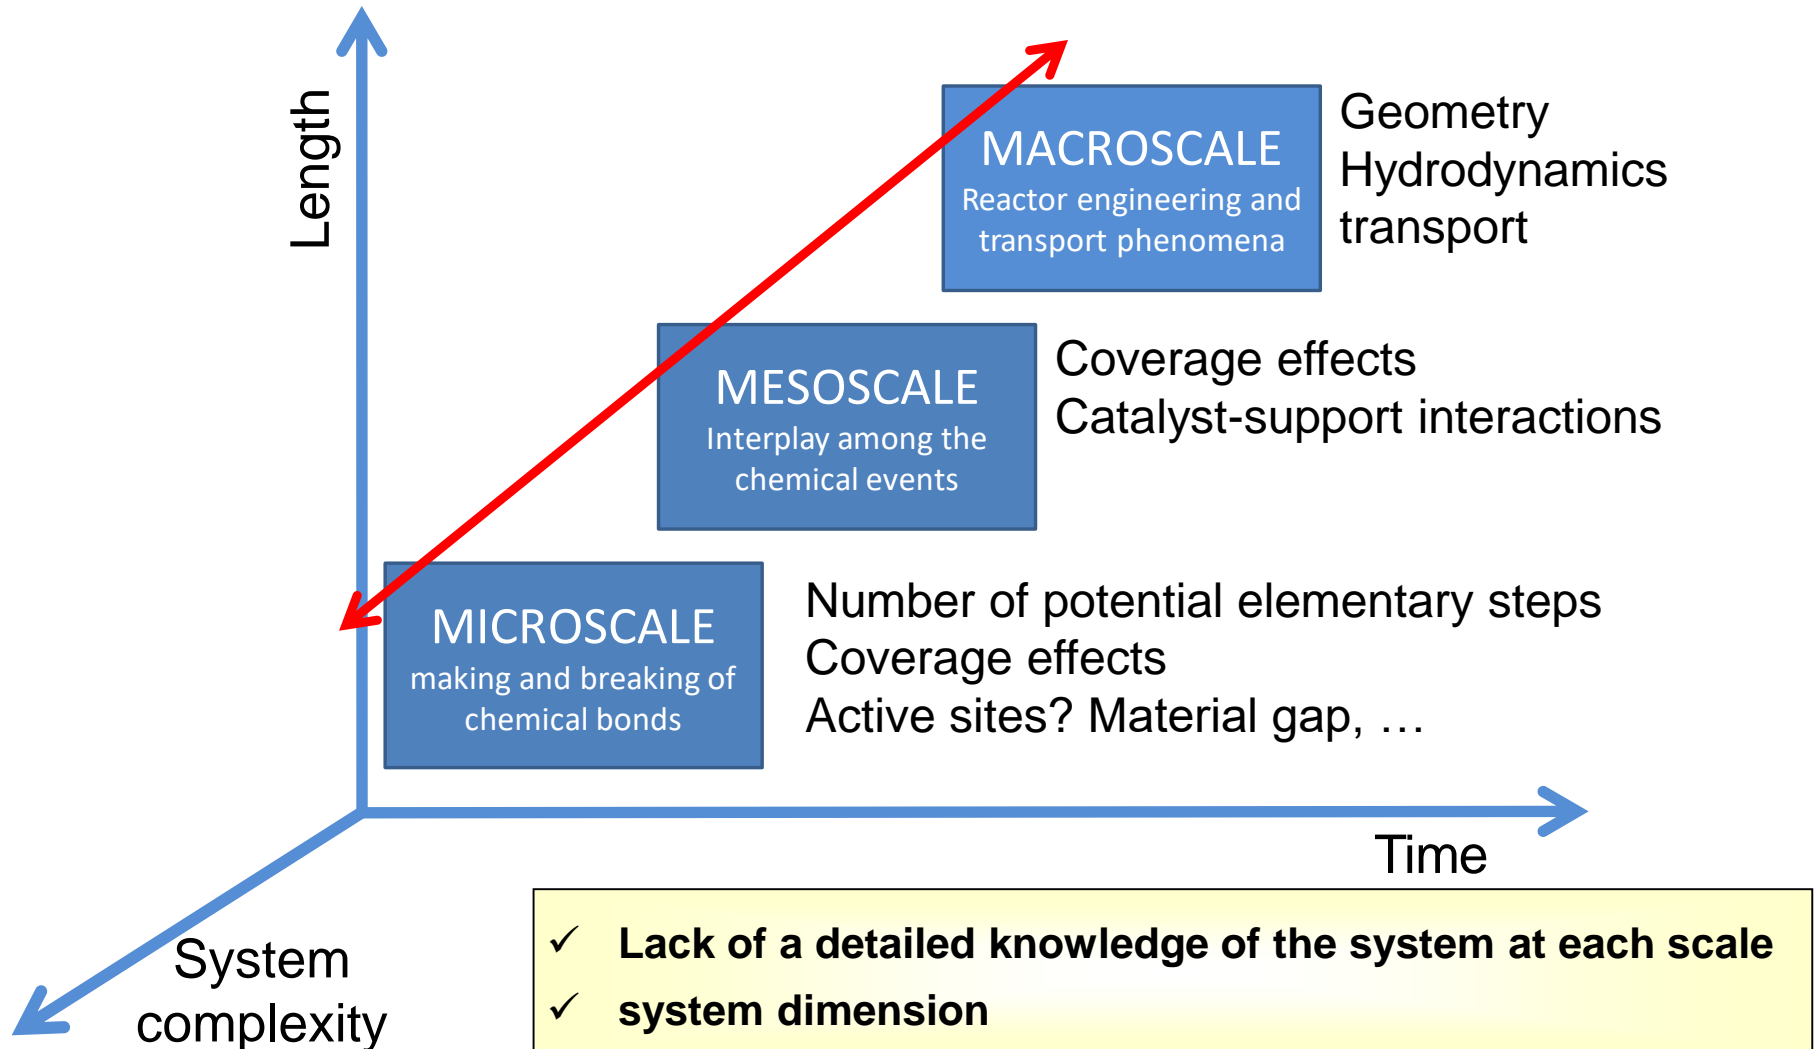 Length
MACROSCALE
Reactor engineering and
transport phenomena
Geometry
Hydrodynamics
transport
MESOSCALE
Interplay among the
chemical events
Coverage effects
Catalyst-support interactions
MICROSCALE
making and breaking of
chemical bonds
Number of potential elementary steps
Coverage effects
Active sites? Material gap, …
Time
System
complexity
✓ Lack of a detailed knowledge of the system at each scale
✓ system dimension